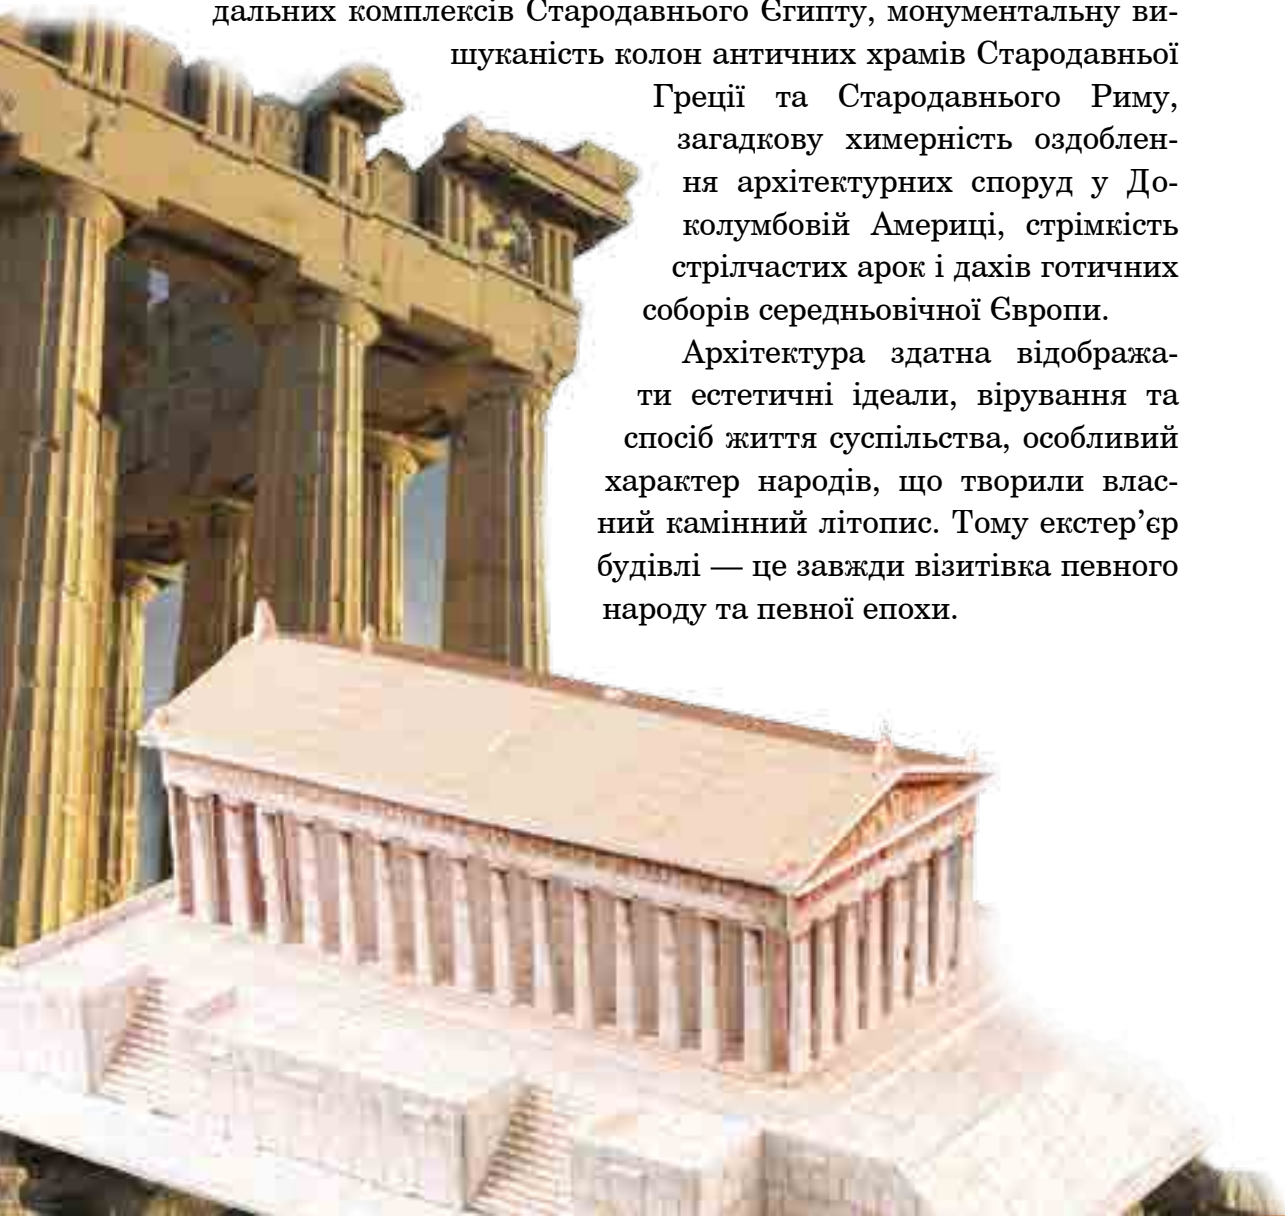 дальних комплексів Стародавнього Єгипту, монументальну ви-
шуканість колон античних храмів Стародавньої
Греції та Стародавнього Риму,
загадкову химерність оздоблен-
ня архітектурних споруд у До-
колумбовій Америці, стрімкість
стрілчастих арок і дахів готичних
соборів середньовічної Європи.
Архітектура здатна відобража-
ти естетичні ідеали, вірування та
спосіб життя суспільства, особливий
характер народів, що творили влас-
ний камінний літопис. Тому екстер’єр
будівлі — це завжди візитівка певного
народу та певної епохи.